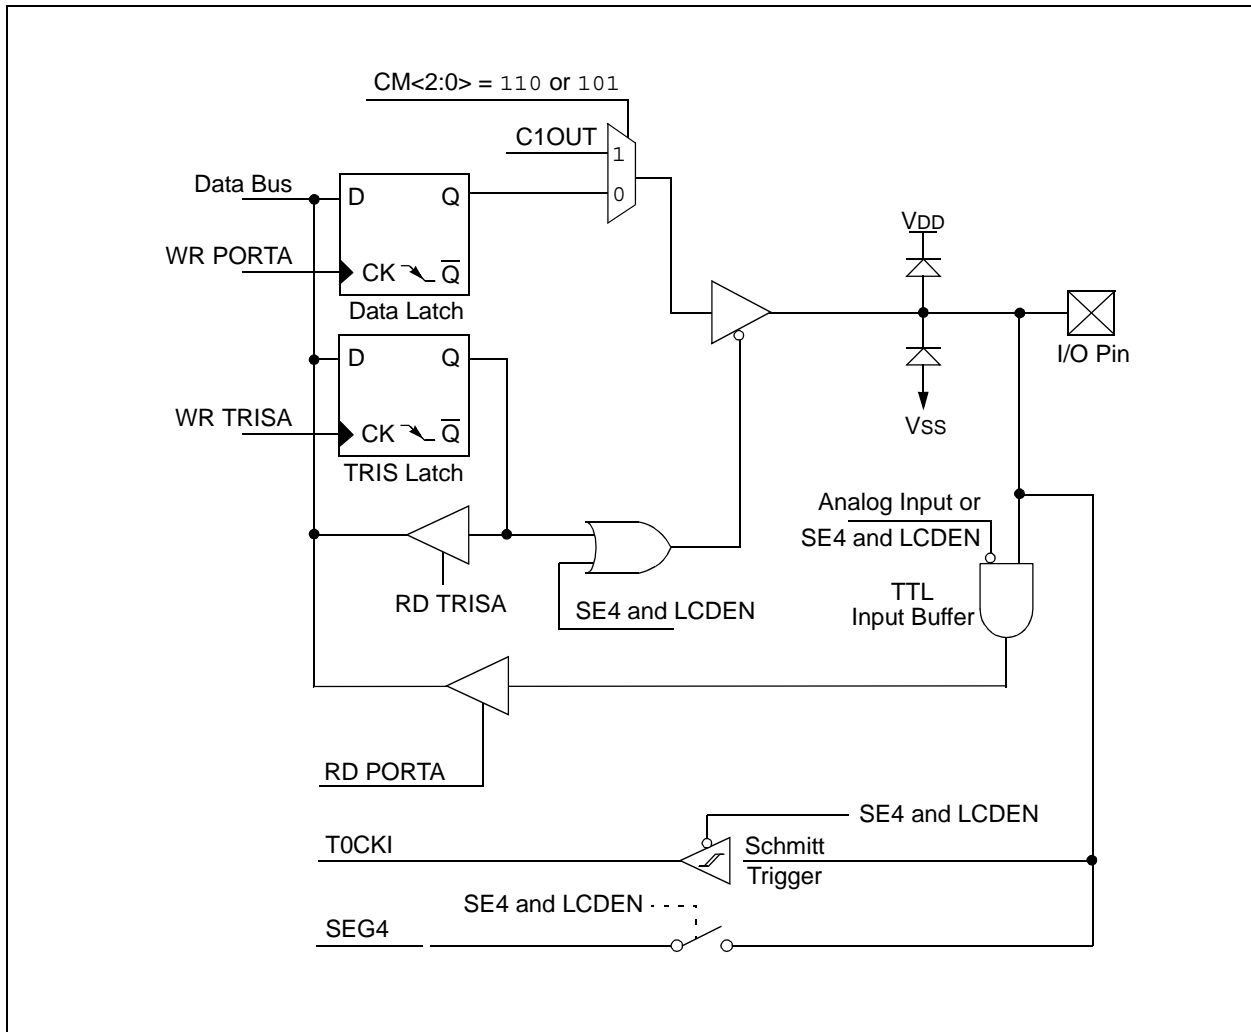 CM<2:0> = 110 or 101
C1OUT
1
0
Data Bus
D
Q
WR PORTA
CK
Q̅
Data Latch
VDD
I/O Pin
VSS
D
Q
WR TRISA
CK
Q̅
TRIS Latch
Analog Input or
SE4 and LCDEN
TTL
Input Buffer
RD TRISA
SE4 and LCDEN
RD PORTA
SE4 and LCDEN
T0CKI
Schmitt
Trigger
SE4 and LCDEN
SEG4